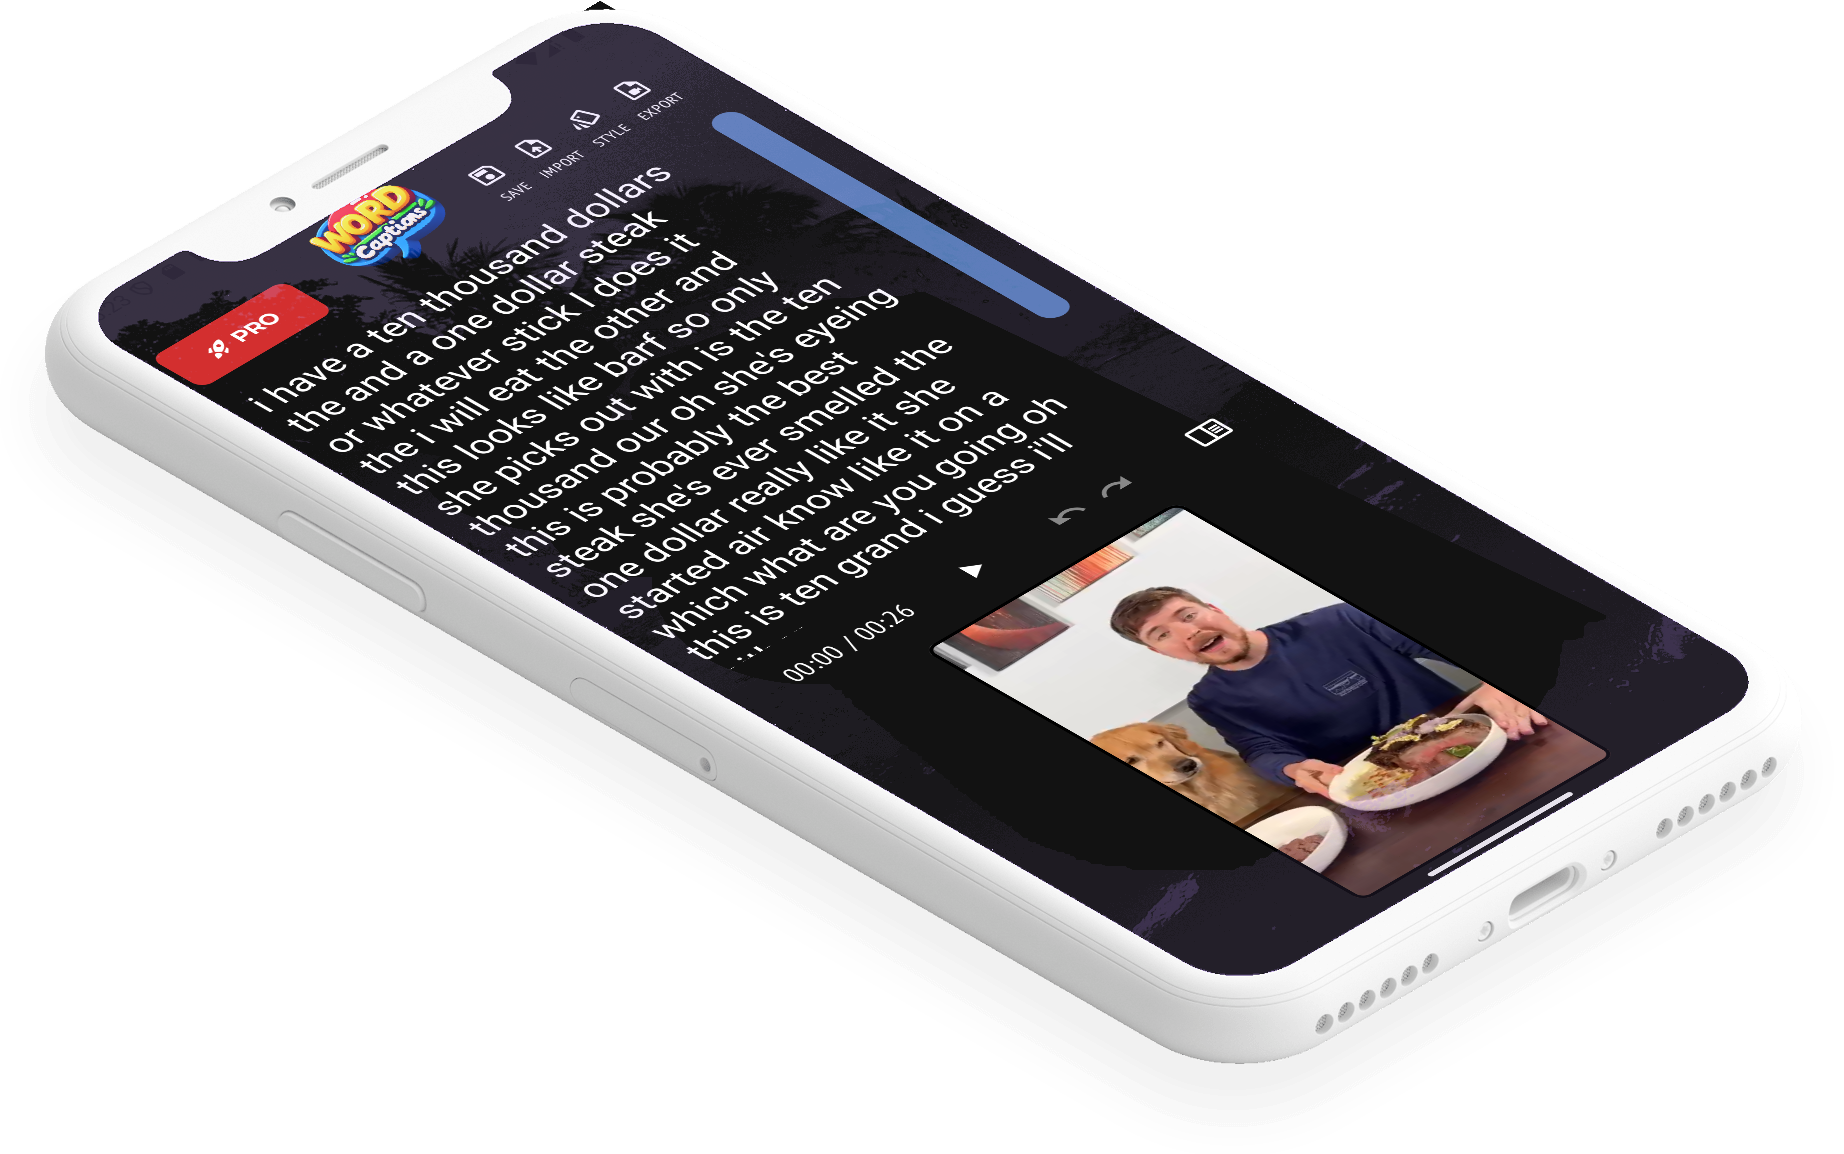 PRO
WORD
Captions
SAVE
IMPORT
STYLE
EXPORT
i have a ten thousand dollars
the and a one dollar steak
or whatever stick I does it
the i will eat the other and
this looks like barf so only
she picks out with is the ten
thousand our oh she's eyeing
this is probably the best
steak she's ever smelled the
one dollar really like it she
started air know like it on a
which what are you going oh
this is ten grand i guess i'll
00:00 / 00:26